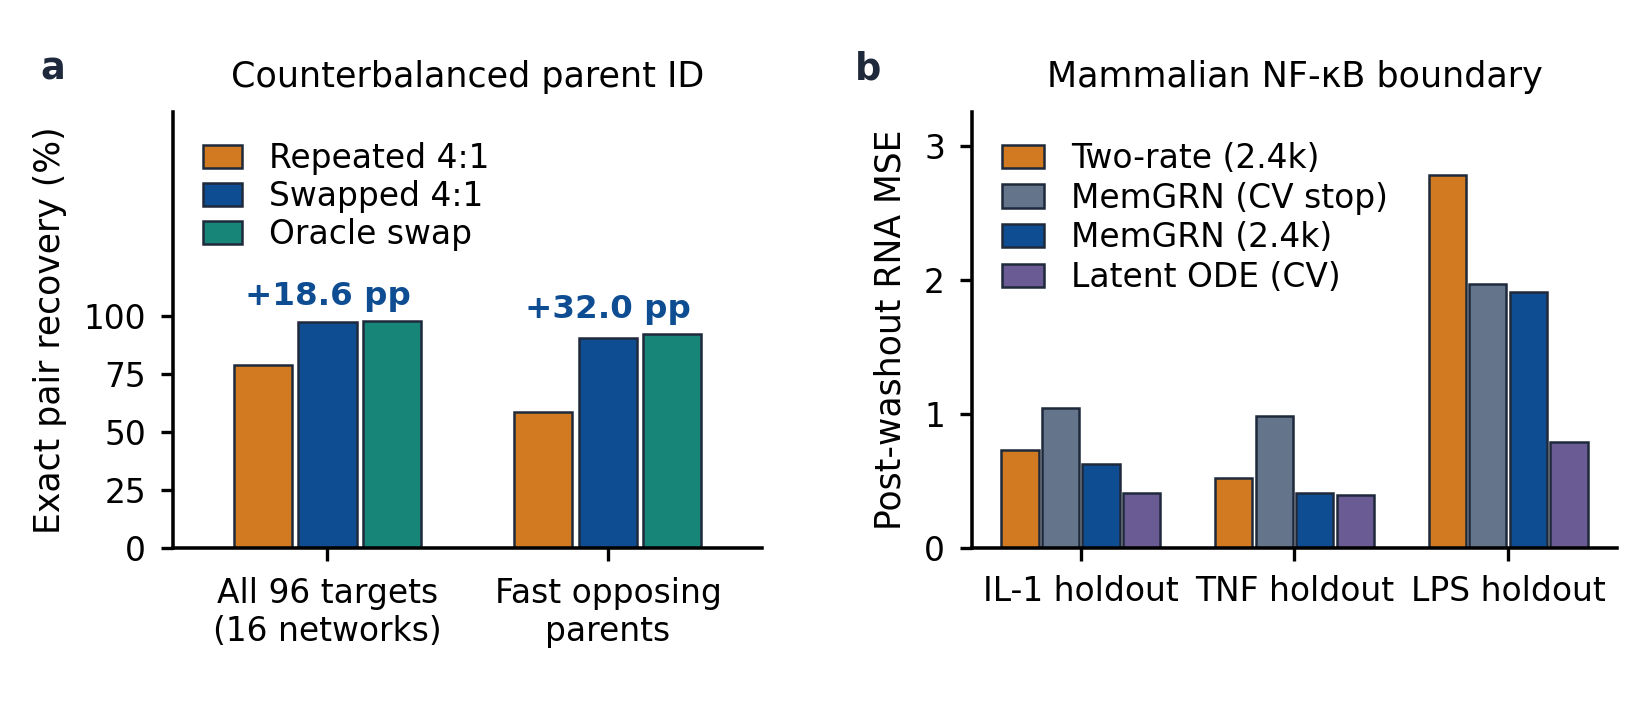 a
Counterbalanced parent ID
Exact pair recovery (%)
Repeated 4:1
Swapped 4:1
Oracle swap
+18.6 pp
+32.0 pp
100
75
50
25
0
All 96 targets
(16 networks)
Fast opposing
parents
b
Mammalian NF-κB boundary
Post-washout RNA MSE
Two-rate (2.4k)
MemGRN (CV stop)
MemGRN (2.4k)
Latent ODE (CV)
3
2
1
0
IL-1 holdout
TNF holdout
LPS holdout